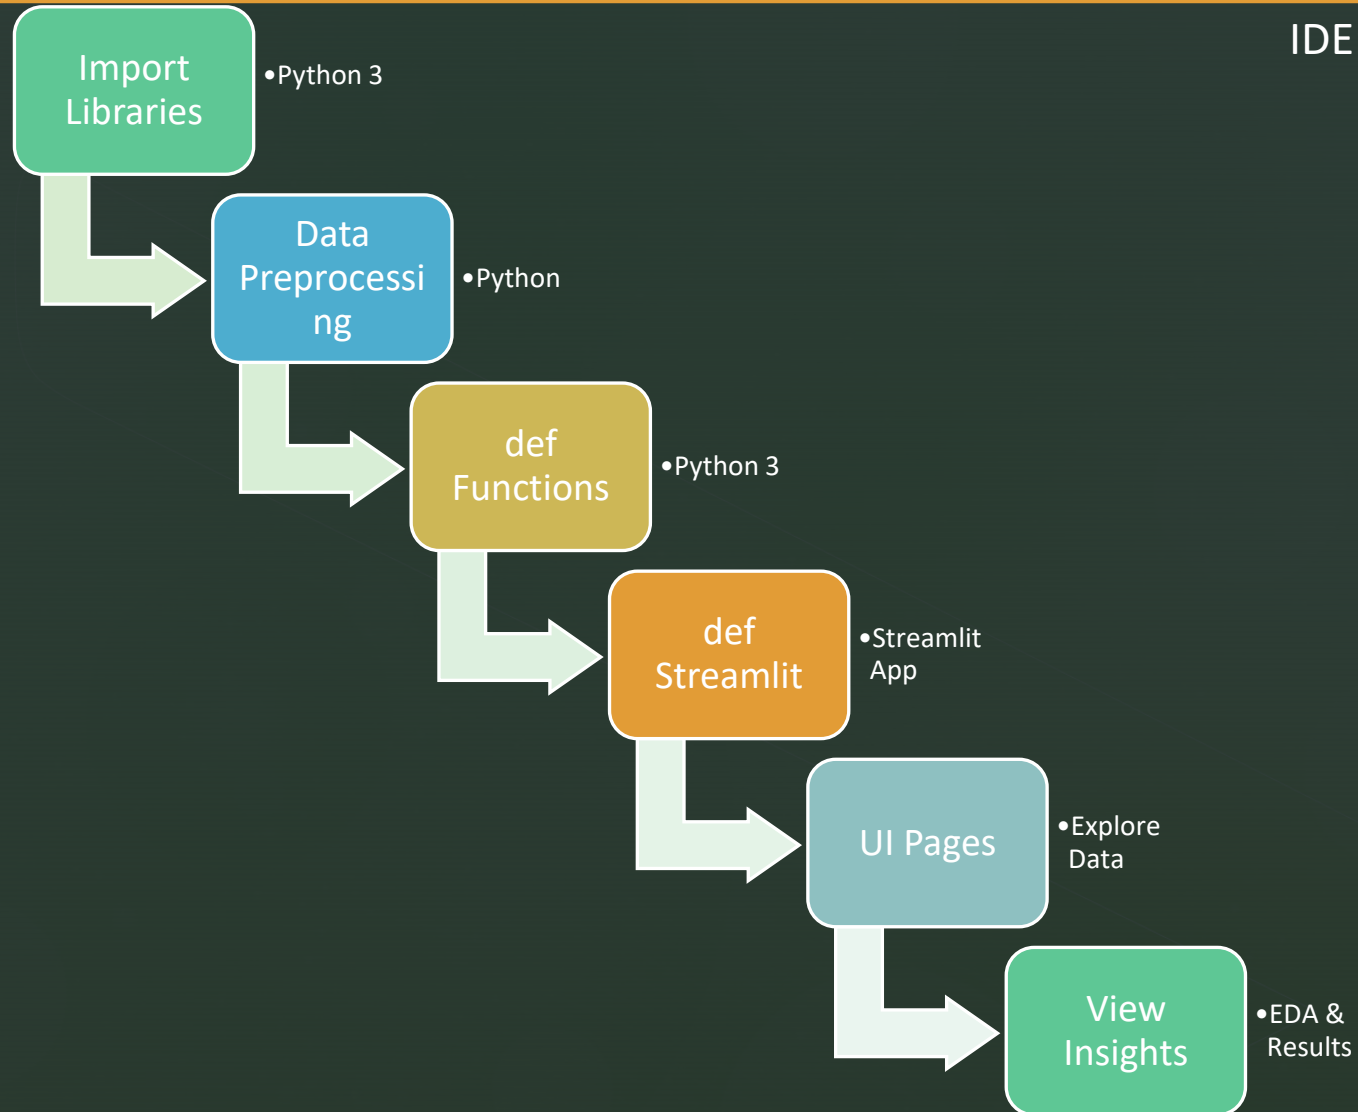 IDE
Import
Libraries
•Python 3
Data
Preprocessi
ng
•Python
def
Functions
•Python 3
def
Streamlit
•Streamlit
App
UI Pages
•Explore
Data
View
Insights
•EDA &
Results